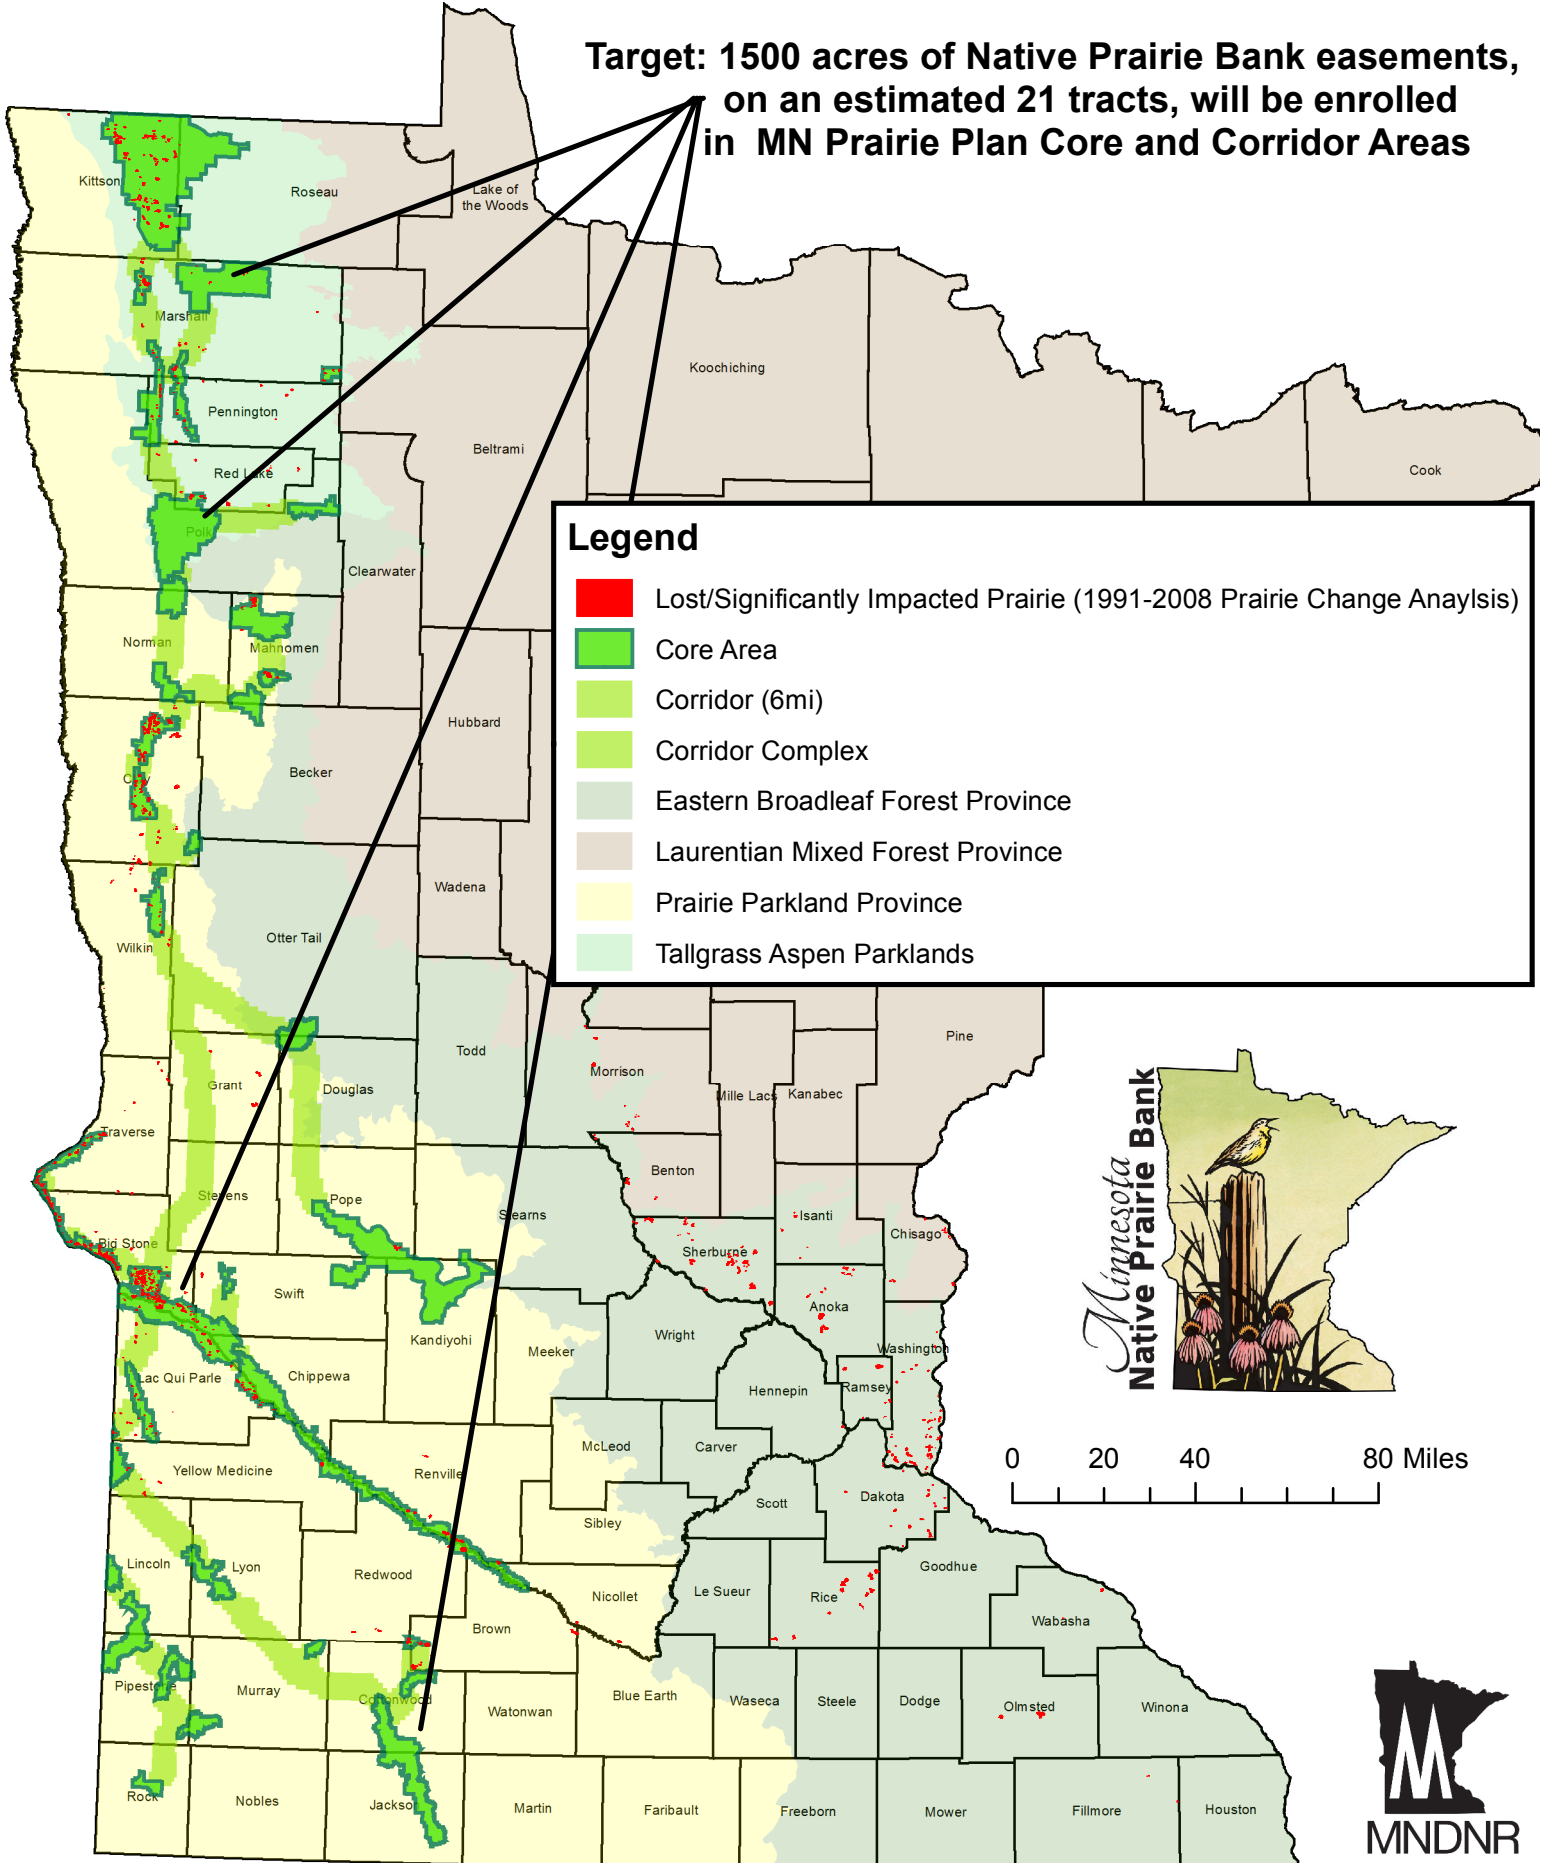 Target: 1500 acres of Native Prairie Bank easements,
on an estimated 21 tracts, will be enrolled
in MN Prairie Plan Core and Corridor Areas
Kittson
Roseau
Lake of
the Woods
Marshall
Koochiching
Pennington
Beltrami
Red Lake
Cook
Polk
Clearwater
Norman
Mahnomen
Hubbard
Clay
Becker
Wadena
Otter Tail
Wilkin
Legend
Lost/Significantly Impacted Prairie (1991-2008 Prairie Change Anaylsis)
Core Area
Corridor (6mi)
Corridor Complex
Eastern Broadleaf Forest Province
Laurentian Mixed Forest Province
Prairie Parkland Province
Tallgrass Aspen Parklands
Pine
Todd
Morrison
Grant
Douglas
Mille Lacs
Kanabec
Traverse
Benton
Stevens
Pope
Stearns
Isanti
Chisago
Big Stone
Sherburne
Swift
Anoka
Kandiyohi
Wright
Meeker
Washington
Lac Qui Parle
Chippewa
Hennepin
Ramsey
McLeod
Carver
Yellow Medicine
Renville
Scott
Dakota
Sibley
Lincoln
Lyon
Redwood
Goodhue
Le Sueur
Rice
Nicollet
Brown
Wabasha
Pipestone
Murray
Cottonwood
Watonwan
Blue Earth
Waseca
Steele
Dodge
Olmsted
Winona
Rock
Nobles
Jackson
Martin
Faribault
Freeborn
Mower
Fillmore
Houston
Minnesota
Native Prairie Bank
0 20 40 80 Miles
M
MNDNR